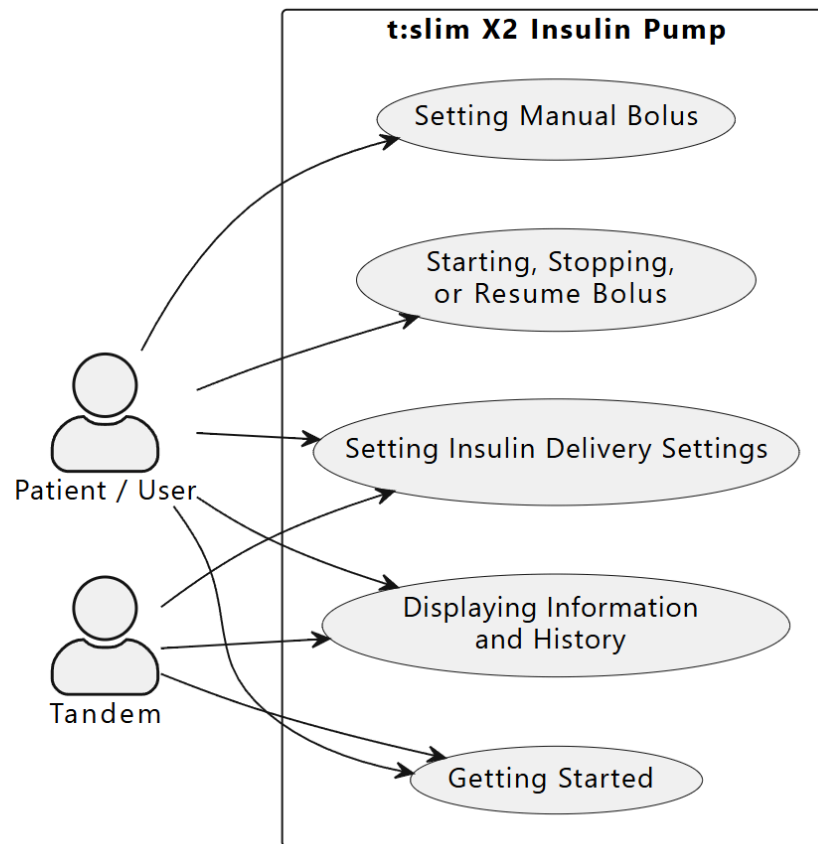 t:slim X2 Insulin Pump
Setting Manual Bolus
Starting, Stopping,
or Resume Bolus
Setting Insulin Delivery Settings
Patient / User
Displaying Information
and History
Tandem
Getting Started